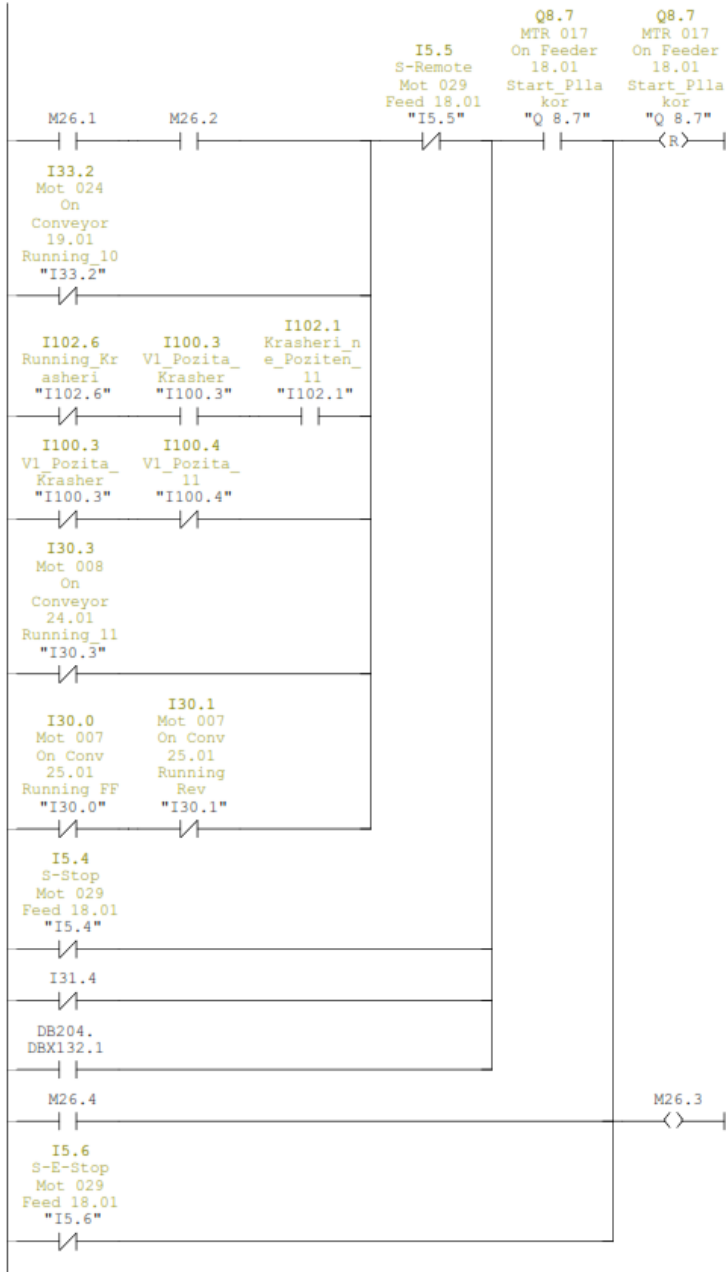 Q8.7
MTR 017
On Feeder
18.01
Start_Plla
kor
"Q 8.7"
Q8.7
MTR 017
On Feeder
18.01
Start_Plla
kor
"Q 8.7"
I5.5
S-Remote
Mot 029
Feed 18.01
"I5.5"
M26.1
M26.2
R
I33.2
Mot 024
On
Conveyor
19.01
Running_10
"I33.2"
I102.6
Running_Kr
asheri
"I102.6"
I100.3
V1_Pozita_
Krasher
"I100.3"
I102.1
Krasheri_n
e_Poziten_
11
"I102.1"
I100.3
V1_Pozita_
Krasher
"I100.3"
I100.4
V1_Pozita_
11
"I100.4"
I30.3
Mot 008
On
Conveyor
24.01
Running_11
"I30.3"
I30.0
Mot 007
On Conv
25.01
Running FF
"I30.0"
I30.1
Mot 007
On Conv
25.01
Running
Rev
"I30.1"
I5.4
S-Stop
Mot 029
Feed 18.01
"I5.4"
I31.4
DB204.
DBX132.1
M26.4
M26.3
I5.6
S-E-Stop
Mot 029
Feed 18.01
"I5.6"